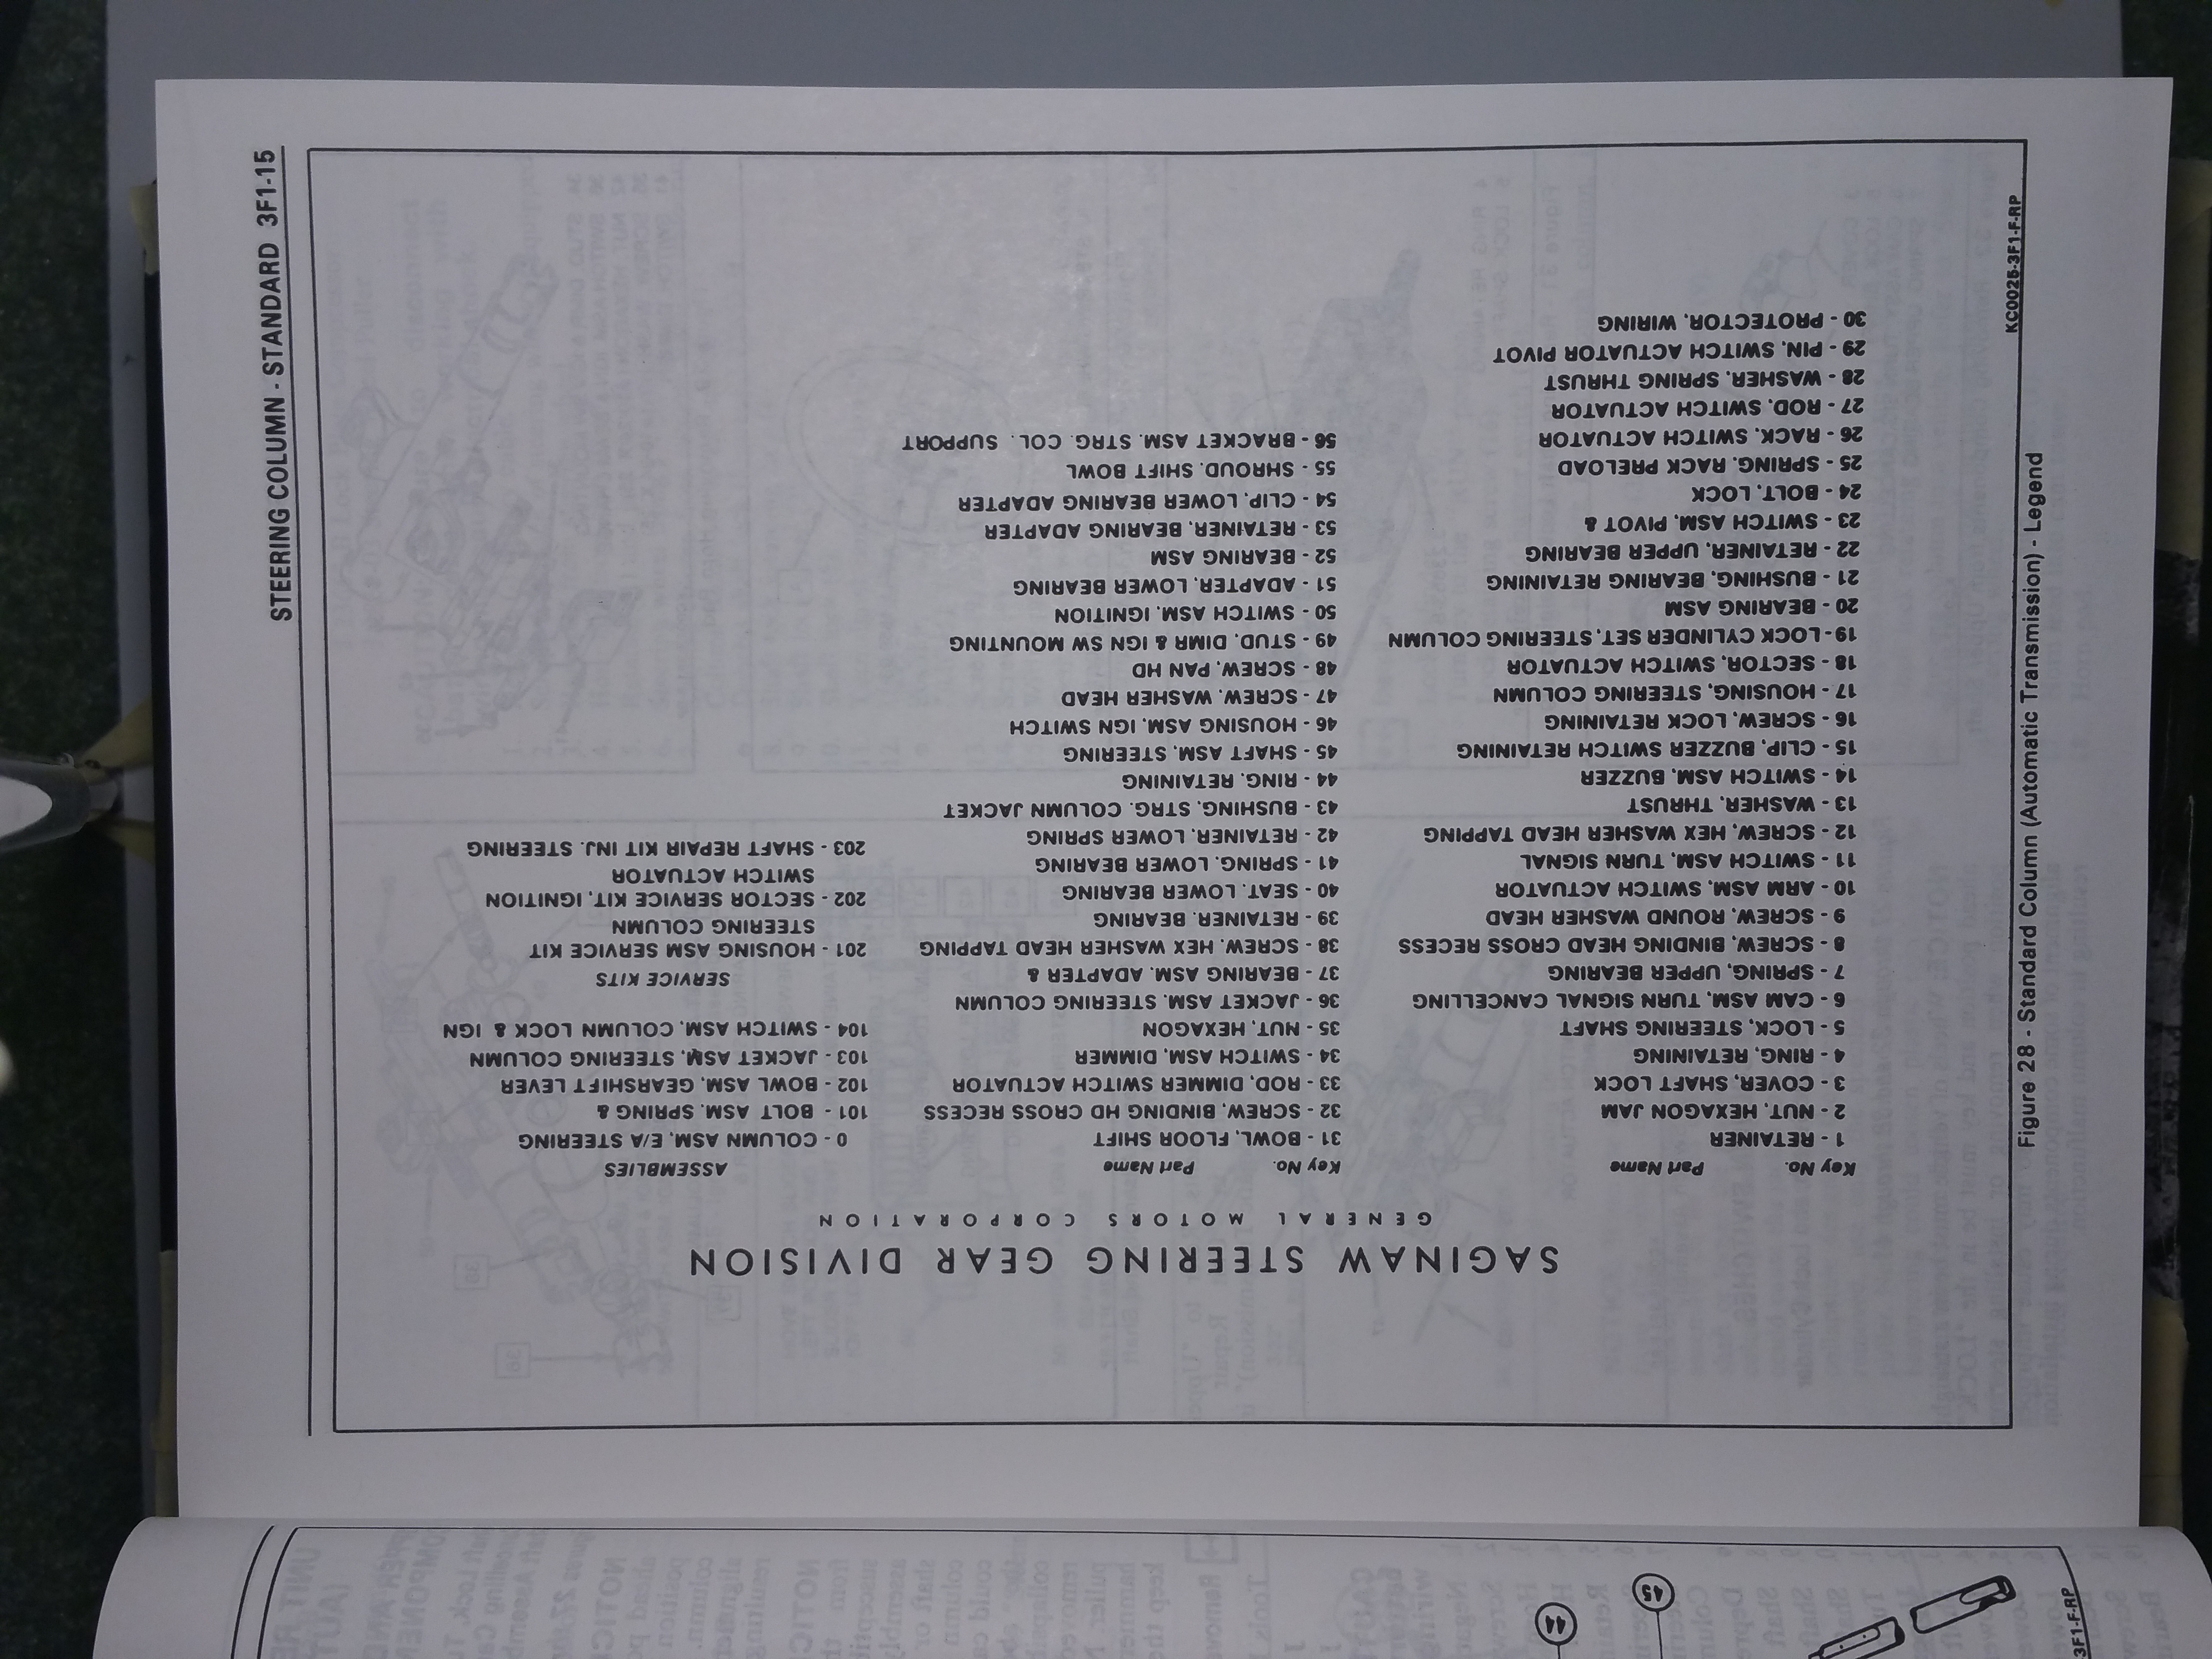 STEERING COLUMN - STANDARD 3F1-15
SAGINAW STEERING GEAR DIVISION
GENERAL MOTORS CORPORATION
Key No. Part Name
1 - RETAINER
2 - NUT, HEXAGON JAM
3 - COVER, SHAFT LOCK
4 - RING, RETAINING
5 - LOCK, STEERING SHAFT
6 - CAM ASM, TURN SIGNAL CANCELLING
7 - SPRING, UPPER BEARING
8 - SCREW, BINDING HEAD CROSS RECESS
9 - SCREW, ROUND WASHER HEAD
10 - ARM ASM, SWITCH ACTUATOR
11 - SWITCH ASM, TURN SIGNAL
12 - SCREW, HEX WASHER HEAD TAPPING
13 - WASHER, THRUST
14 - SWITCH ASM, BUZZER
15 - CLIP, BUZZER SWITCH RETAINING
16 - SCREW, LOCK RETAINING
17 - HOUSING, STEERING COLUMN
18 - SECTOR, SWITCH ACTUATOR
19 - LOCK CYLINDER SET, STEERING COLUMN
20 - BEARING ASM
21 - BUSHING, BEARING RETAINING
22 - RETAINER, UPPER BEARING
23 - SWITCH ASM, PIVOT &
24 - BOLT, LOCK
25 - SPRING, RACK PRELOAD
26 - RACK, SWITCH ACTUATOR
27 - ROD, SWITCH ACTUATOR
28 - WASHER, SPRING THRUST
29 - PIN, SWITCH ACTUATOR PIVOT
30 - PROTECTOR, WIRING
Key No. Part Name
31 - BOWL, FLOOR SHIFT
32 - SCREW, BINDING HD CROSS RECESS
33 - ROD, DIMMER SWITCH ACTUATOR
34 - SWITCH ASM, DIMMER
35 - NUT, HEXAGON
36 - JACKET ASM. STEERING COLUMN
37 - BEARING ASM. ADAPTER &
38 - SCREW, HEX WASHER HEAD TAPPING
39 - RETAINER. BEARING
40 - SEAT. LOWER BEARING
41 - SPRING, LOWER BEARING
42 - RETAINER, LOWER SPRING
43 - BUSHING, STRG. COLUMN JACKET
44 - RING. RETAINING
45 - SHAFT ASM, STEERING
46 - HOUSING ASM, IGN SWITCH
47 - SCREW. WASHER HEAD
48 - SCREW, PAN HD
49 - STUD, DIMR & IGN SW MOUNTING
50 - SWITCH ASM. IGNITION
51 - ADAPTER, LOWER BEARING
52 - BEARING ASM
53 - RETAINER, BEARING ADAPTER
54 - CLIP, LOWER BEARING ADAPTER
55 - SHROUD. SHIFT BOWL
56 - BRACKET ASM. STRG. COL. SUPPORT
ASSEMBLIES
0 - COLUMN ASM, E/A STEERING
101 - BOLT ASM. SPRING &
102 - BOWL ASM, GEARSHIFT LEVER
103 - JACKET ASM, STEERING COLUMN
104 - SWITCH ASM, COLUMN LOCK & IGN
SERVICE KITS
201 - HOUSING ASM SERVICE KIT
STEERING COLUMN
202 - SECTOR SERVICE KIT, IGNITION
SWITCH ACTUATOR
203 - SHAFT REPAIR KIT INJ. STEERING
KC0025-3F1-F-RP
Figure 28 - Standard Column (Automatic Transmission) - Legend
44
45
3F1-F-RP